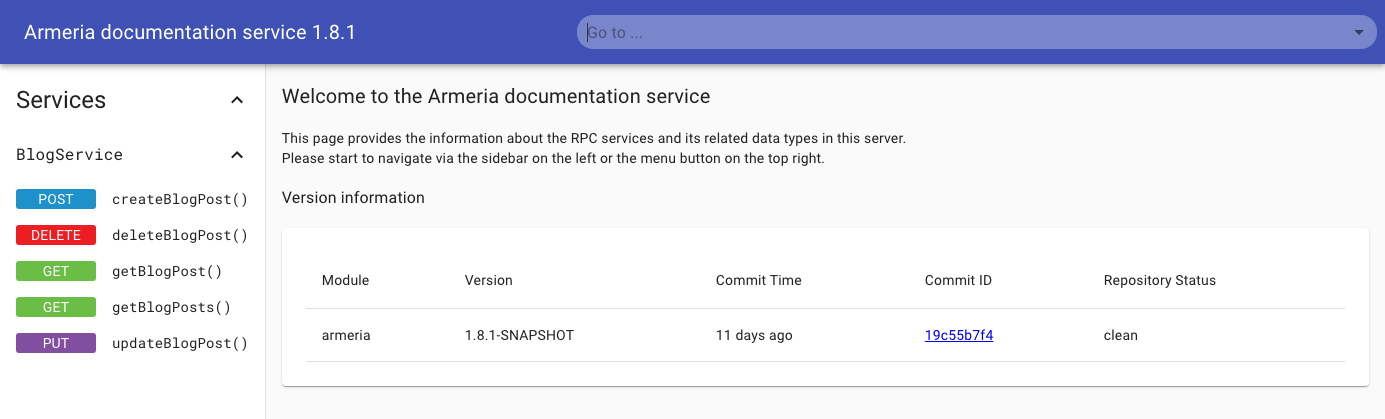 Armeria documentation service 1.8.1
Go to ...
Services
BlogService
POST createBlogPost()
DELETE deleteBlogPost()
GET getBlogPost()
GET getBlogPosts()
PUT updateBlogPost()
Welcome to the Armeria documentation service
This page provides the information about the RPC services and its related data types in this server.
Please start to navigate via the sidebar on the left or the menu button on the top right.
Version information
Module Version Commit Time Commit ID Repository Status
armeria 1.8.1-SNAPSHOT 11 days ago 19c55b7f4 clean